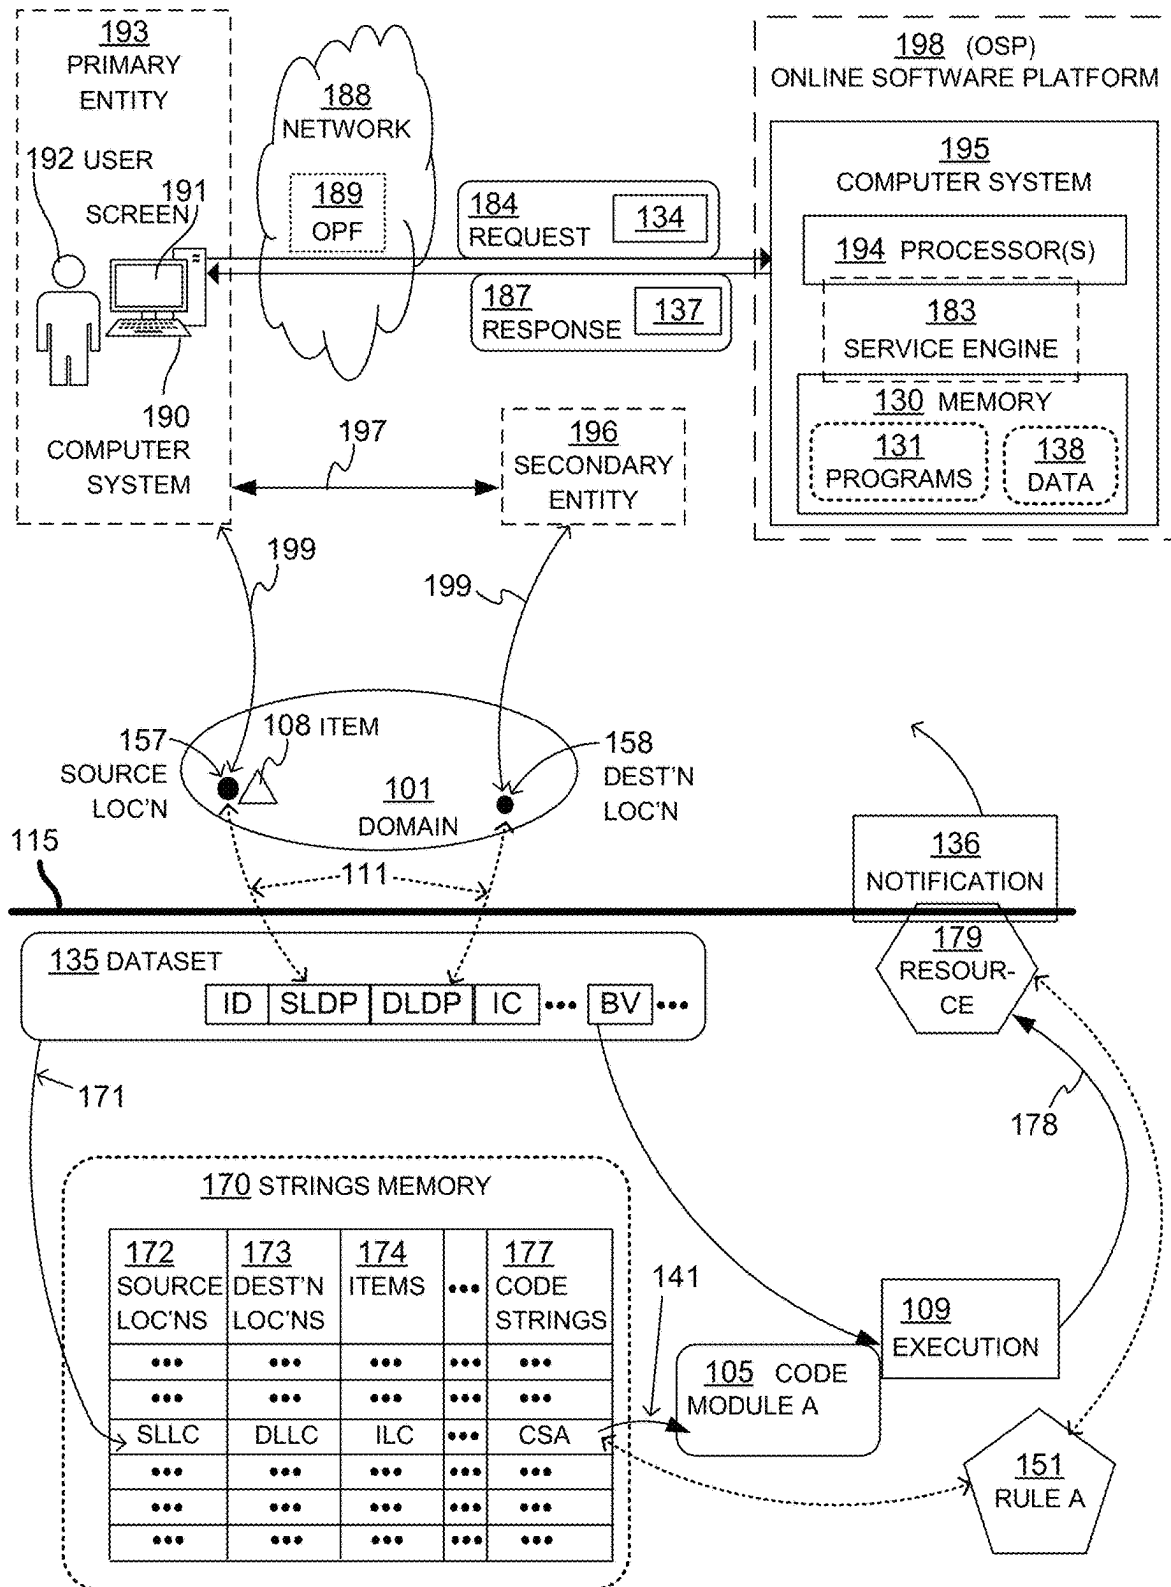 193
PRIMARY
ENTITY
192 USER
191
SCREEN
190
COMPUTER
SYSTEM
188
NETWORK
189
OPF
184
REQUEST
134
187
RESPONSE
137
198 (OSP)
ONLINE SOFTWARE PLATFORM
195
COMPUTER SYSTEM
194 PROCESSOR(S)
183
SERVICE ENGINE
130 MEMORY
131
PROGRAMS
138
DATA
197
196
SECONDARY
ENTITY
199
199
157
SOURCE
LOC'N
108 ITEM
101
DOMAIN
158
DEST'N
LOC'N
115
111
136
NOTIFICATION
179
RESOUR-
CE
135 DATASET
ID SLDP DLDP IC ••• BV •••
171
178
170 STRINGS MEMORY
172
SOURCE
LOC'NS
173
DEST'N
LOC'NS
174
ITEMS
•••
177
CODE
STRINGS
••• ••• ••• ••• •••
••• ••• ••• ••• •••
SLLC DLLC ILC ••• CSA
••• ••• ••• ••• •••
••• ••• ••• ••• •••
••• ••• ••• ••• •••
141
105 CODE
MODULE A
109
EXECUTION
151
RULE A